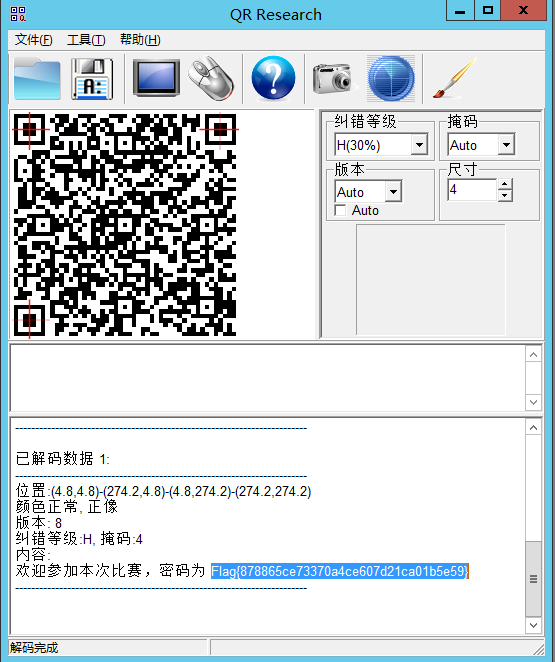 QR Research
文件(F) 工具(T) 帮助(H)
A:
?
纠错等级
H(30%)
掩码
Auto
版本
Auto
Auto
尺寸
4
已解码数据 1:
位置:(4.8,4.8)-(274.2,4.8)-(4.8,274.2)-(274.2,274.2)
颜色正常, 正像
版本: 8
纠错等级:H, 掩码:4
内容:
欢迎参加本次比赛，密码为 Flag{878865ce73370a4ce607d21ca01b5e59}
解码完成